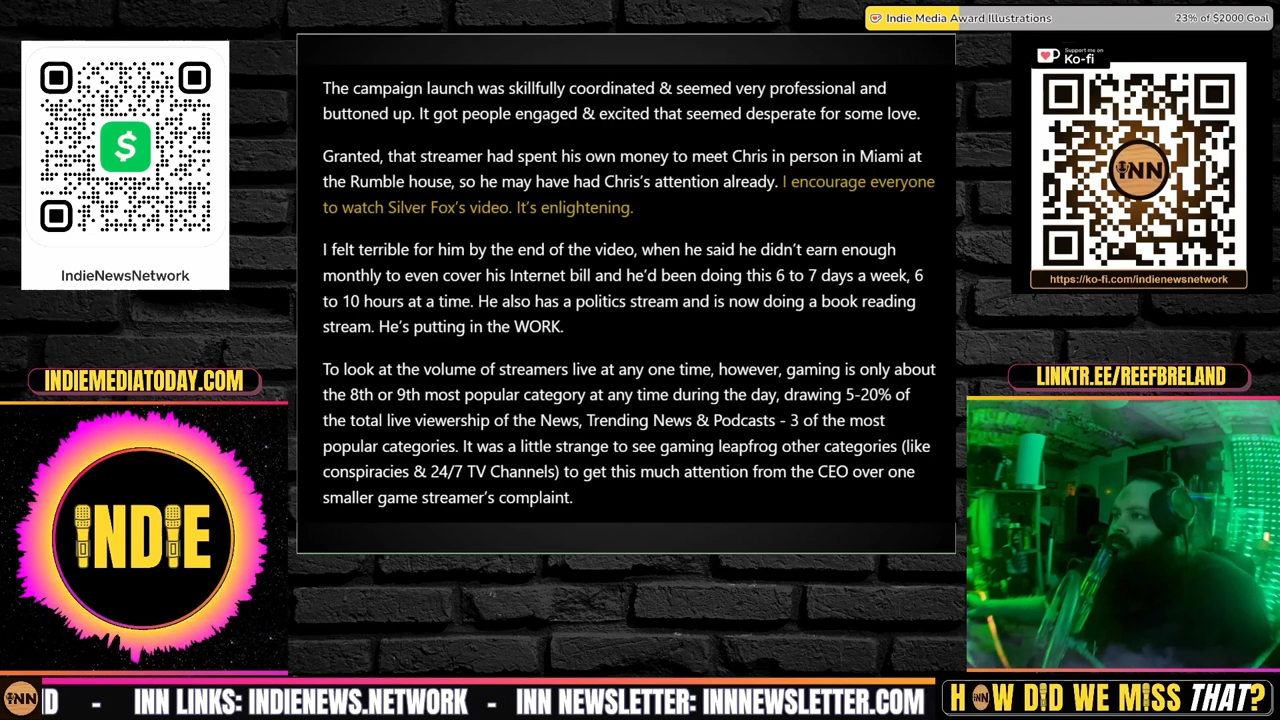 Indie Media Award Illustrations
23% of $2000 Goal
$
IndieNewsNetwork
Support me on
Ko-fi
INN
https://ko-fi.com/indienewsnetwork
The campaign launch was skillfully coordinated & seemed very professional and
buttoned up. It got people engaged & excited that seemed desperate for some love.
Granted, that streamer had spent his own money to meet Chris in person in Miami at
the Rumble house, so he may have had Chris's attention already. I encourage everyone
to watch Silver Fox's video. It's enlightening.
I felt terrible for him by the end of the video, when he said he didn't earn enough
monthly to even cover his Internet bill and he'd been doing this 6 to 7 days a week, 6
to 10 hours at a time. He also has a politics stream and is now doing a book reading
stream. He's putting in the WORK.
To look at the volume of streamers live at any one time, however, gaming is only about
the 8th or 9th most popular category at any time during the day, drawing 5-20% of
the total live viewership of the News, Trending News & Podcasts - 3 of the most
popular categories. It was a little strange to see gaming leapfrog other categories (like
conspiracies & 24/7 TV Channels) to get this much attention from the CEO over one
smaller game streamer's complaint.
INDIEMEDIATODAY.COM
LINKTR.EE/REEFBRELAND
INDIE
INN
D - INN LINKS: INDIENEWS.NETWORK - INN NEWSLETTER: INNNEWSLETTER.COM
HOW DID WE MISS THAT?